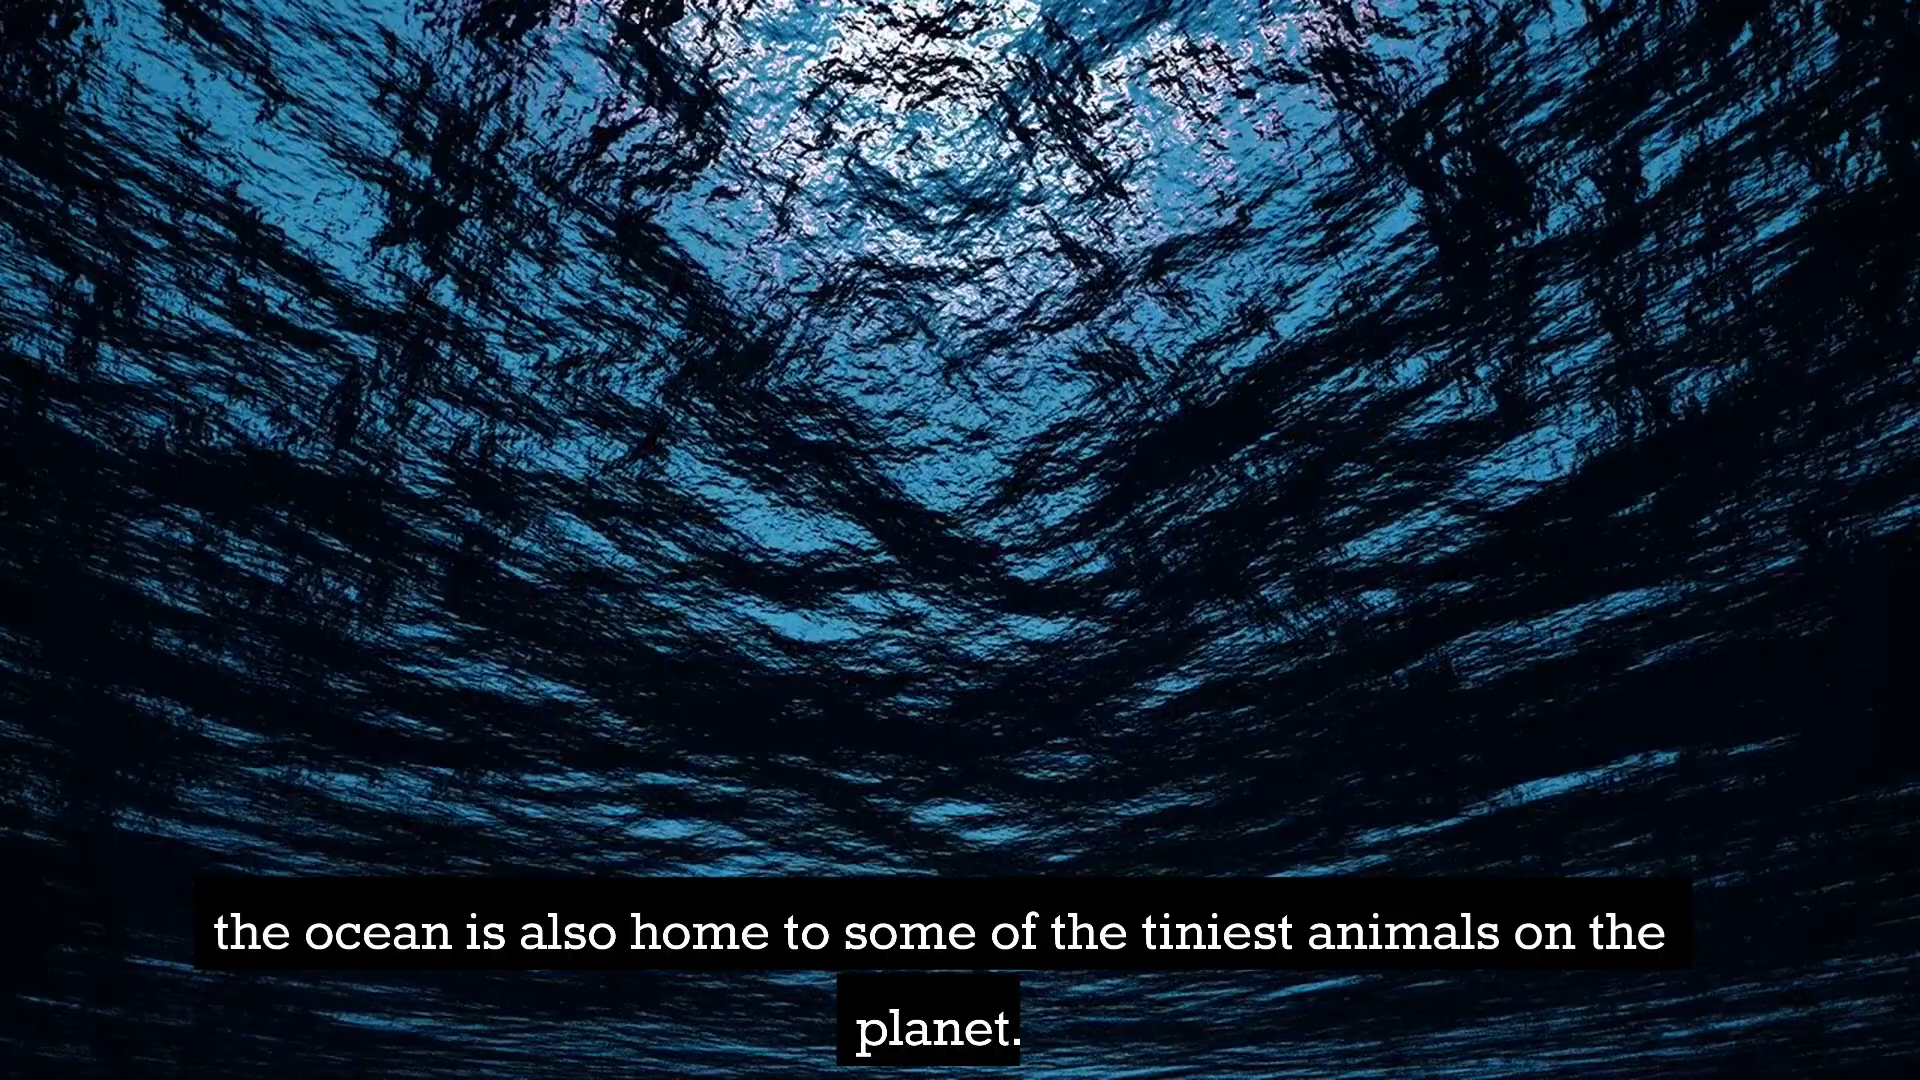 the ocean is also home to some of the tiniest animals on the
planet.